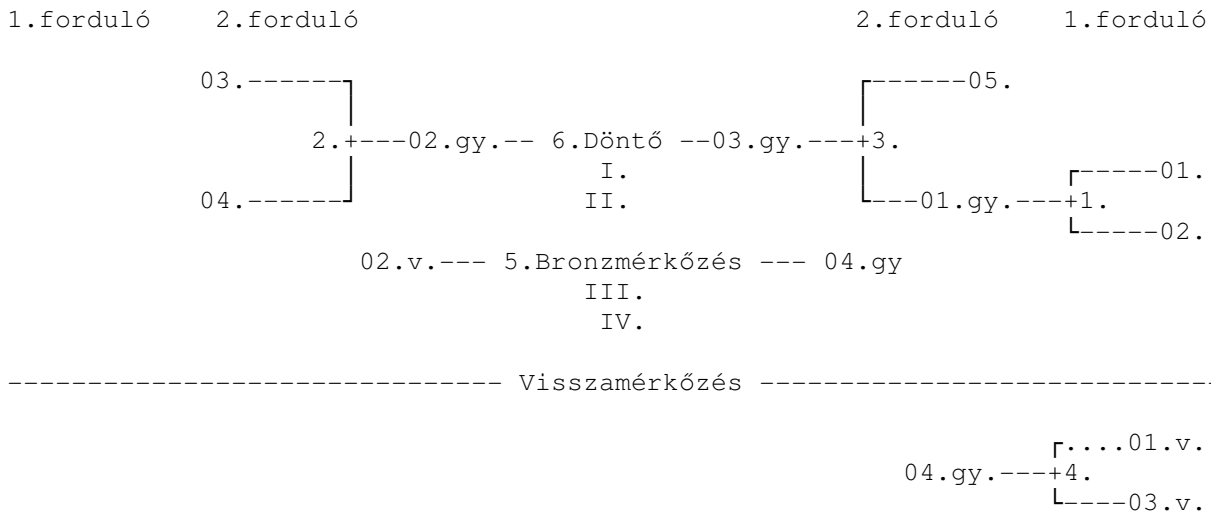 1.forduló 2.forduló 2.forduló 1.forduló
03.------┐ ┌------05.
2.+---02.gy.-- 6.Döntő --03.gy.---+3.
I. ┌-----01.
04.------┘ II. └---01.gy.---+1.
└-----02.
02.v.--- 5.Bronzmérkőzés --- 04.gy
III.
IV.
------------------------------- Visszamérkőzés -----------------------------
┌....01.v.
04.gy.---+4.
└----03.v.